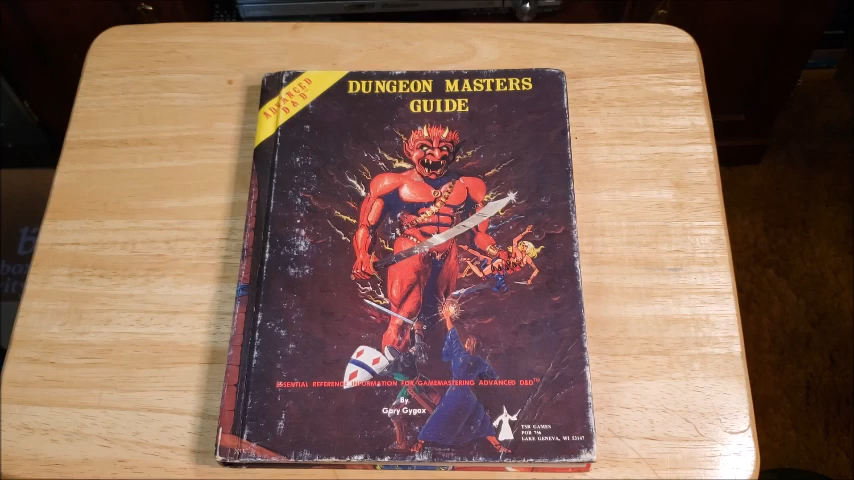 ADVANCED
D&D
DUNGEON MASTERS
GUIDE
ESSENTIAL REFERENCE INFORMATION FOR GAMEMASTERING ADVANCED D&D™
By
Gary Gygax
TSR GAMES
POB 756
LAKE GENEVA, WI 53147